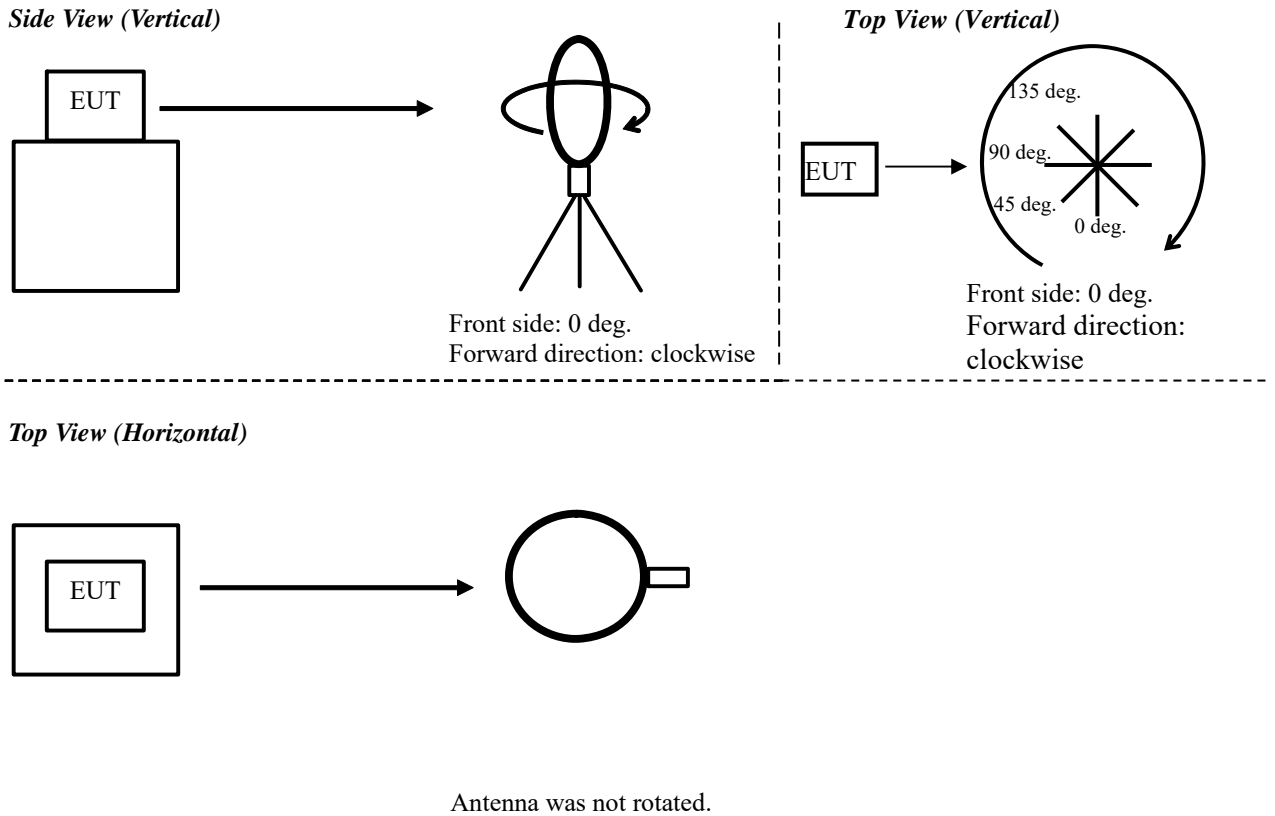 Side View (Vertical)
EUT
Front side: 0 deg.
Forward direction: clockwise
Top View (Vertical)
135 deg.
90 deg.
EUT
45 deg.
0 deg.
Front side: 0 deg.
Forward direction:
clockwise
Top View (Horizontal)
EUT
Antenna was not rotated.